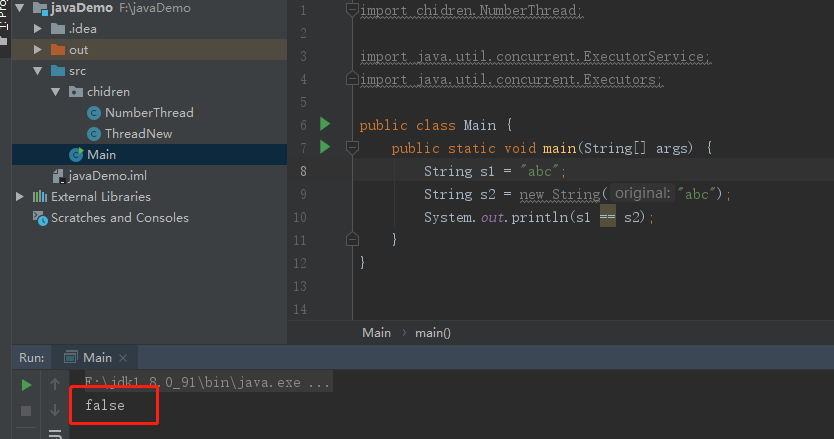 1: Pro
javaDemo F:\javaDemo
.idea
out
src
chidren
NumberThread
ThreadNew
Main
javaDemo.iml
External Libraries
Scratches and Consoles
1 import chidren.NumberThread;
2
3 import java.util.concurrent.ExecutorService;
4 import java.util.concurrent.Executors;
5
6 public class Main {
7 public static void main(String[] args) {
8 String s1 = "abc";
9 String s2 = new String( original: "abc");
10 System.out.println(s1 == s2);
11 }
12 }
13
14
Main > main()
Run: Main ×
F:\jdk1.8.0_91\bin\java.exe ...
false